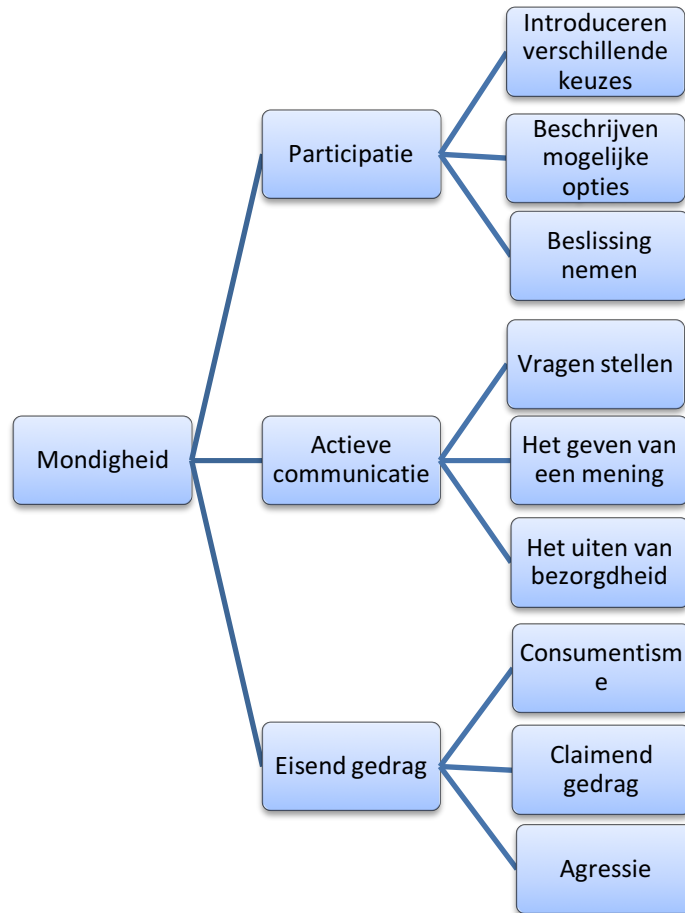 Mondigheid
Participatie
Introduceren
verschillende
keuzes
Beschrijven
mogelijke
opties
Beslissing
nemen
Actieve
communicatie
Vragen stellen
Het geven van
een mening
Het uiten van
bezorgdheid
Eisend gedrag
Consumentism
e
Claimend
gedrag
Agressie